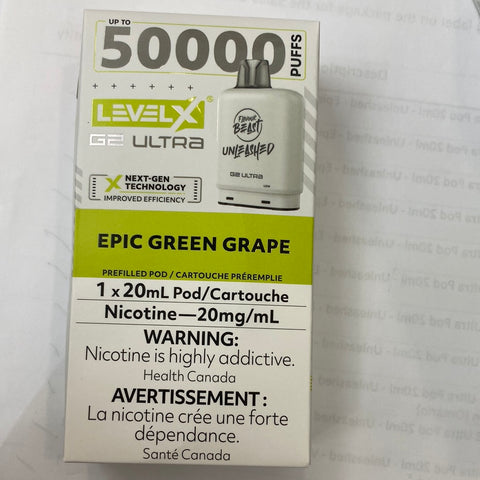 UP TO
50000 PUFFS
LEVEL X®
G2 ULTRA
FLAVOUR
BEAST
UNLEASHED
G2 ULTRA
X NEXT-GEN
TECHNOLOGY
IMPROVED EFFICIENCY
EPIC GREEN GRAPE
PREFILLED POD / CARTOUCHE PRÉREMPLIE
1 x 20mL Pod/Cartouche
Nicotine—20mg/mL
WARNING:
Nicotine is highly addictive.
Health Canada
AVERTISSEMENT :
La nicotine crée une forte
dépendance.
Santé Canada